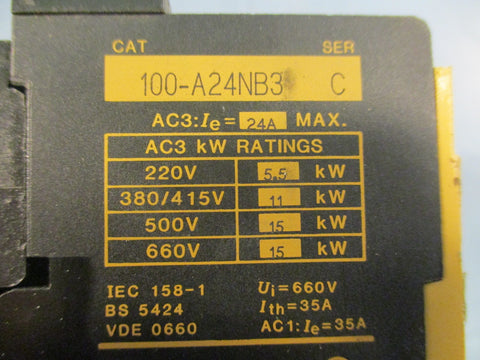 CAT SER
100-A24NB3 C
AC3:Ie= 24A MAX.
AC3 kW RATINGS
220V 5.5 kW
380/415V 11 kW
500V 15 kW
660V 15 kW
IEC 158-1 Ui=660V
BS 5424 Ith=35A
VDE 0660 AC1:Ie=35A